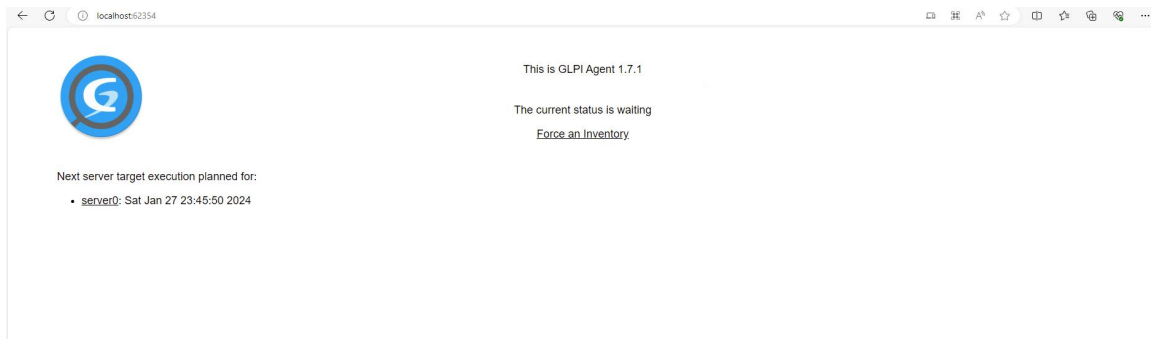 localhost:62354
This is GLPI Agent 1.7.1
The current status is waiting
Force an Inventory
Next server target execution planned for:
• server0: Sat Jan 27 23:45:50 2024